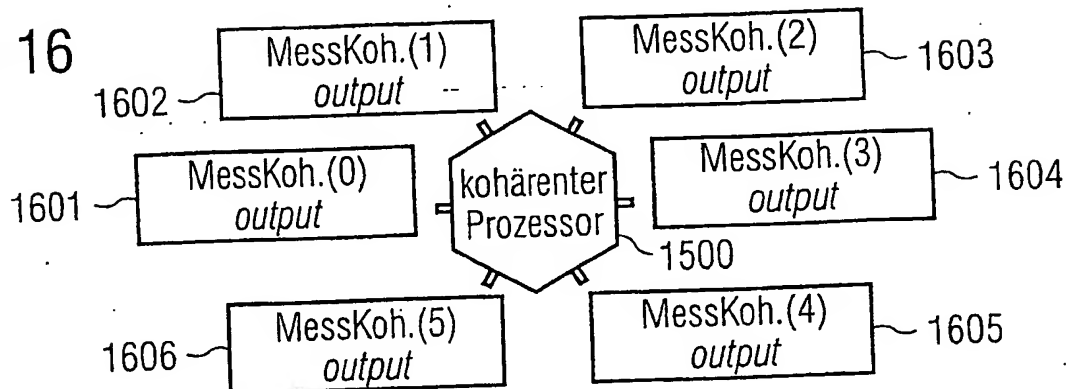 16
MessKoh.(1)
output
1602
MessKoh.(2)
output
1603
MessKoh.(0)
output
1601
kohärenter
Prozessor
1500
MessKoh.(3)
output
1604
MessKoh.(5)
output
1606
MessKoh.(4)
output
1605